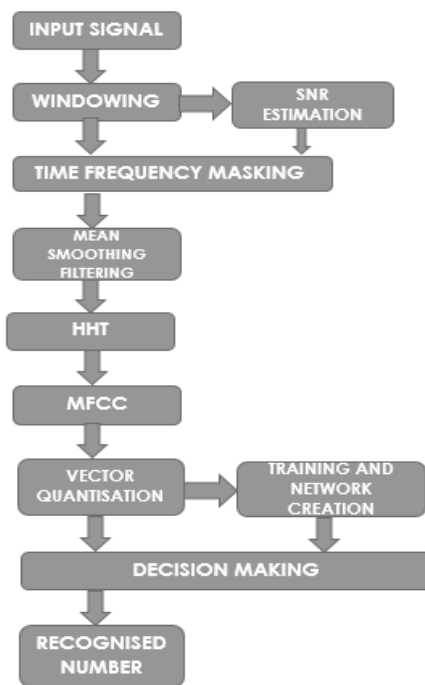 INPUT SIGNAL
WINDOWING
SNR
ESTIMATION
TIME FREQUENCY MASKING
MEAN
SMOOTHING
FILTERING
HHT
MFCC
VECTOR
QUANTISATION
TRAINING AND
NETWORK
CREATION
DECISION MAKING
RECOGNISED
NUMBER